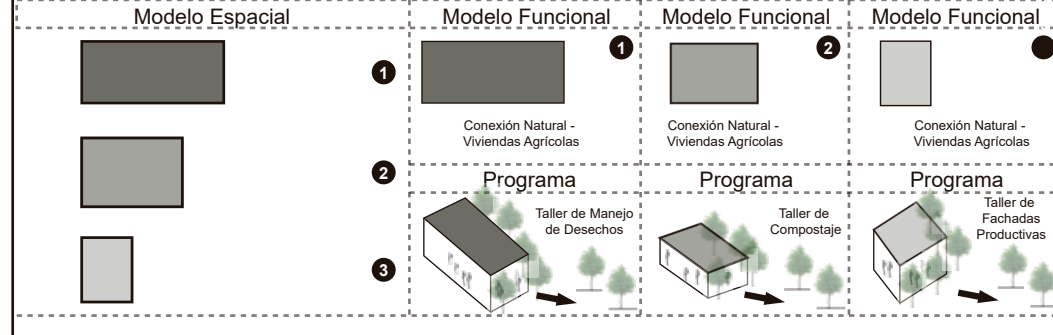 Modelo Espacial
1
2
3
Modelo Funcional
1
Conexión Natural -
Viviendas Agrícolas
Programa
Taller de Manejo
de Desechos
Modelo Funcional
2
Conexión Natural -
Viviendas Agrícolas
Programa
Taller de
Compostaje
Modelo Funcional
Conexión Natural -
Viviendas Agrícolas
Programa
Taller de
Fachadas
Productivas